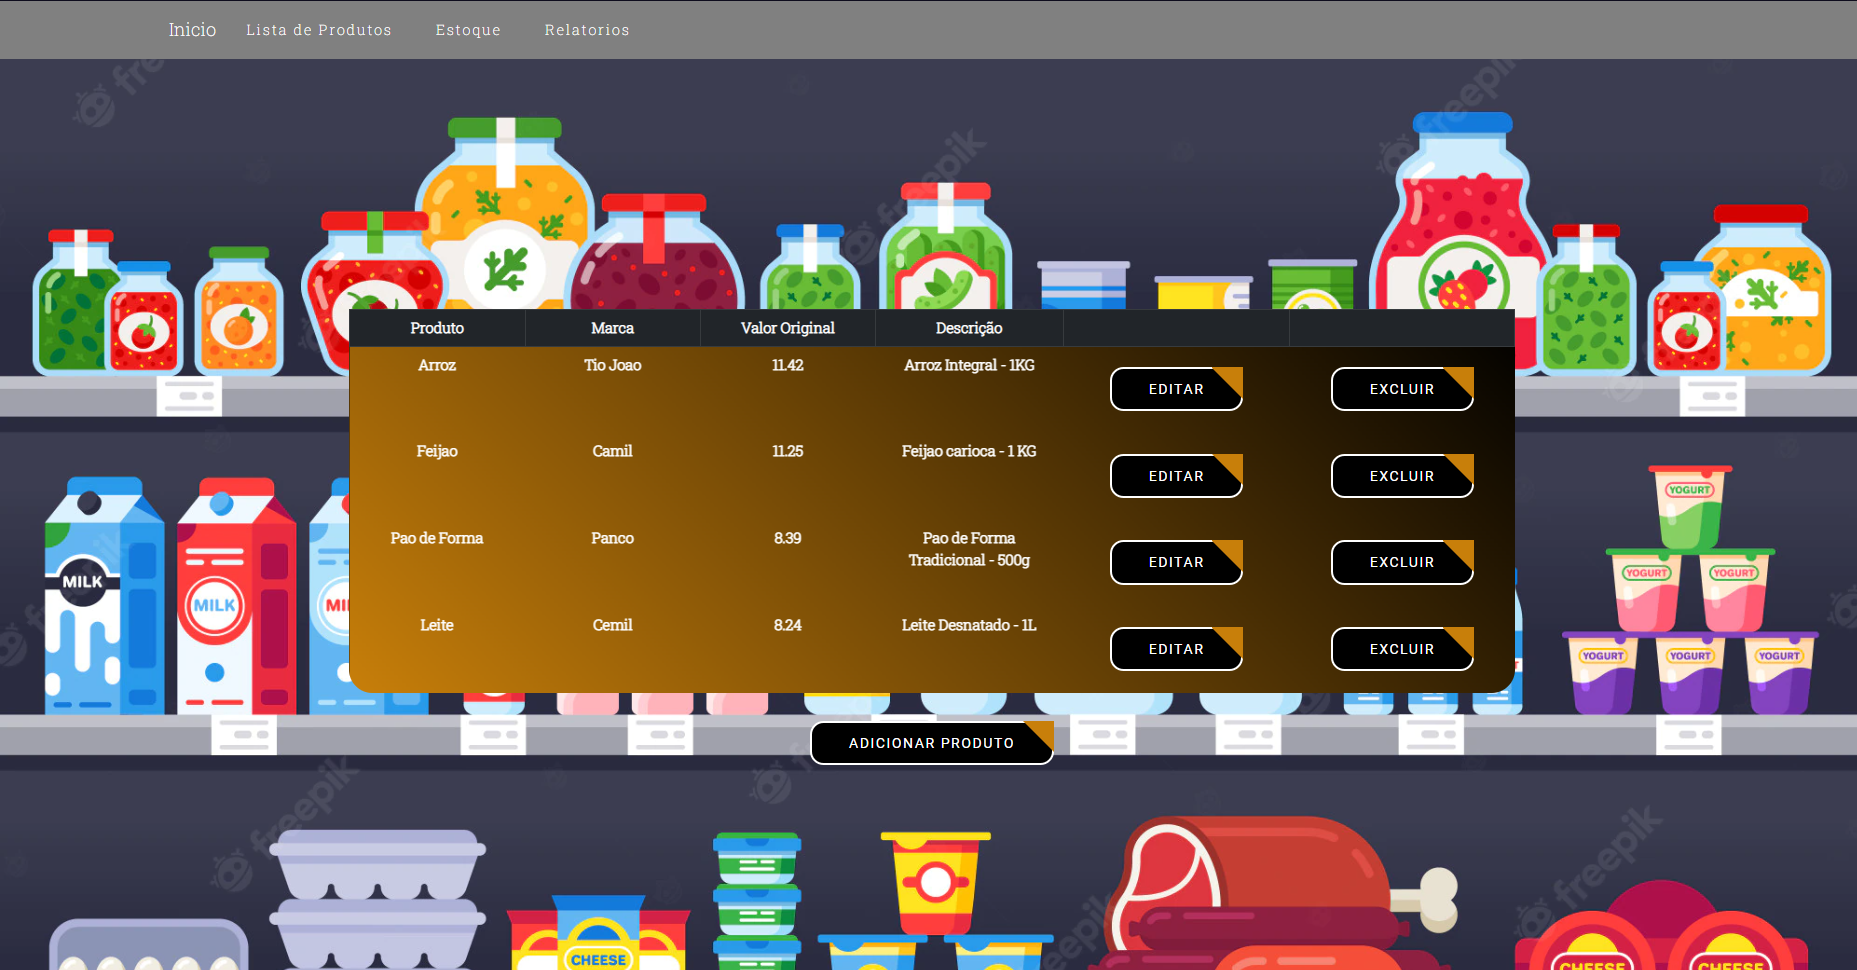 Inicio Lista de Produtos Estoque Relatorios
freepik
freepik
freepik
Produto Marca Valor Original Descrição
Arroz Tio Joao 11.42 Arroz Integral - 1KG EDITAR EXCLUIR
Feijao Camil 11.25 Feijao carioca - 1 KG EDITAR EXCLUIR
YOGURT
Pao de Forma Panco 8.39 Pao de Forma
Tradicional - 500g EDITAR EXCLUIR
YOGURT YOGURT
MILK
MILK
Leite Cemil 8.24 Leite Desnatado - 1L EDITAR EXCLUIR
YOGURT YOGURT YOGURT
ADICIONAR PRODUTO
freepik
freepik
freepik
CHEESE
CHEESE CHEESE